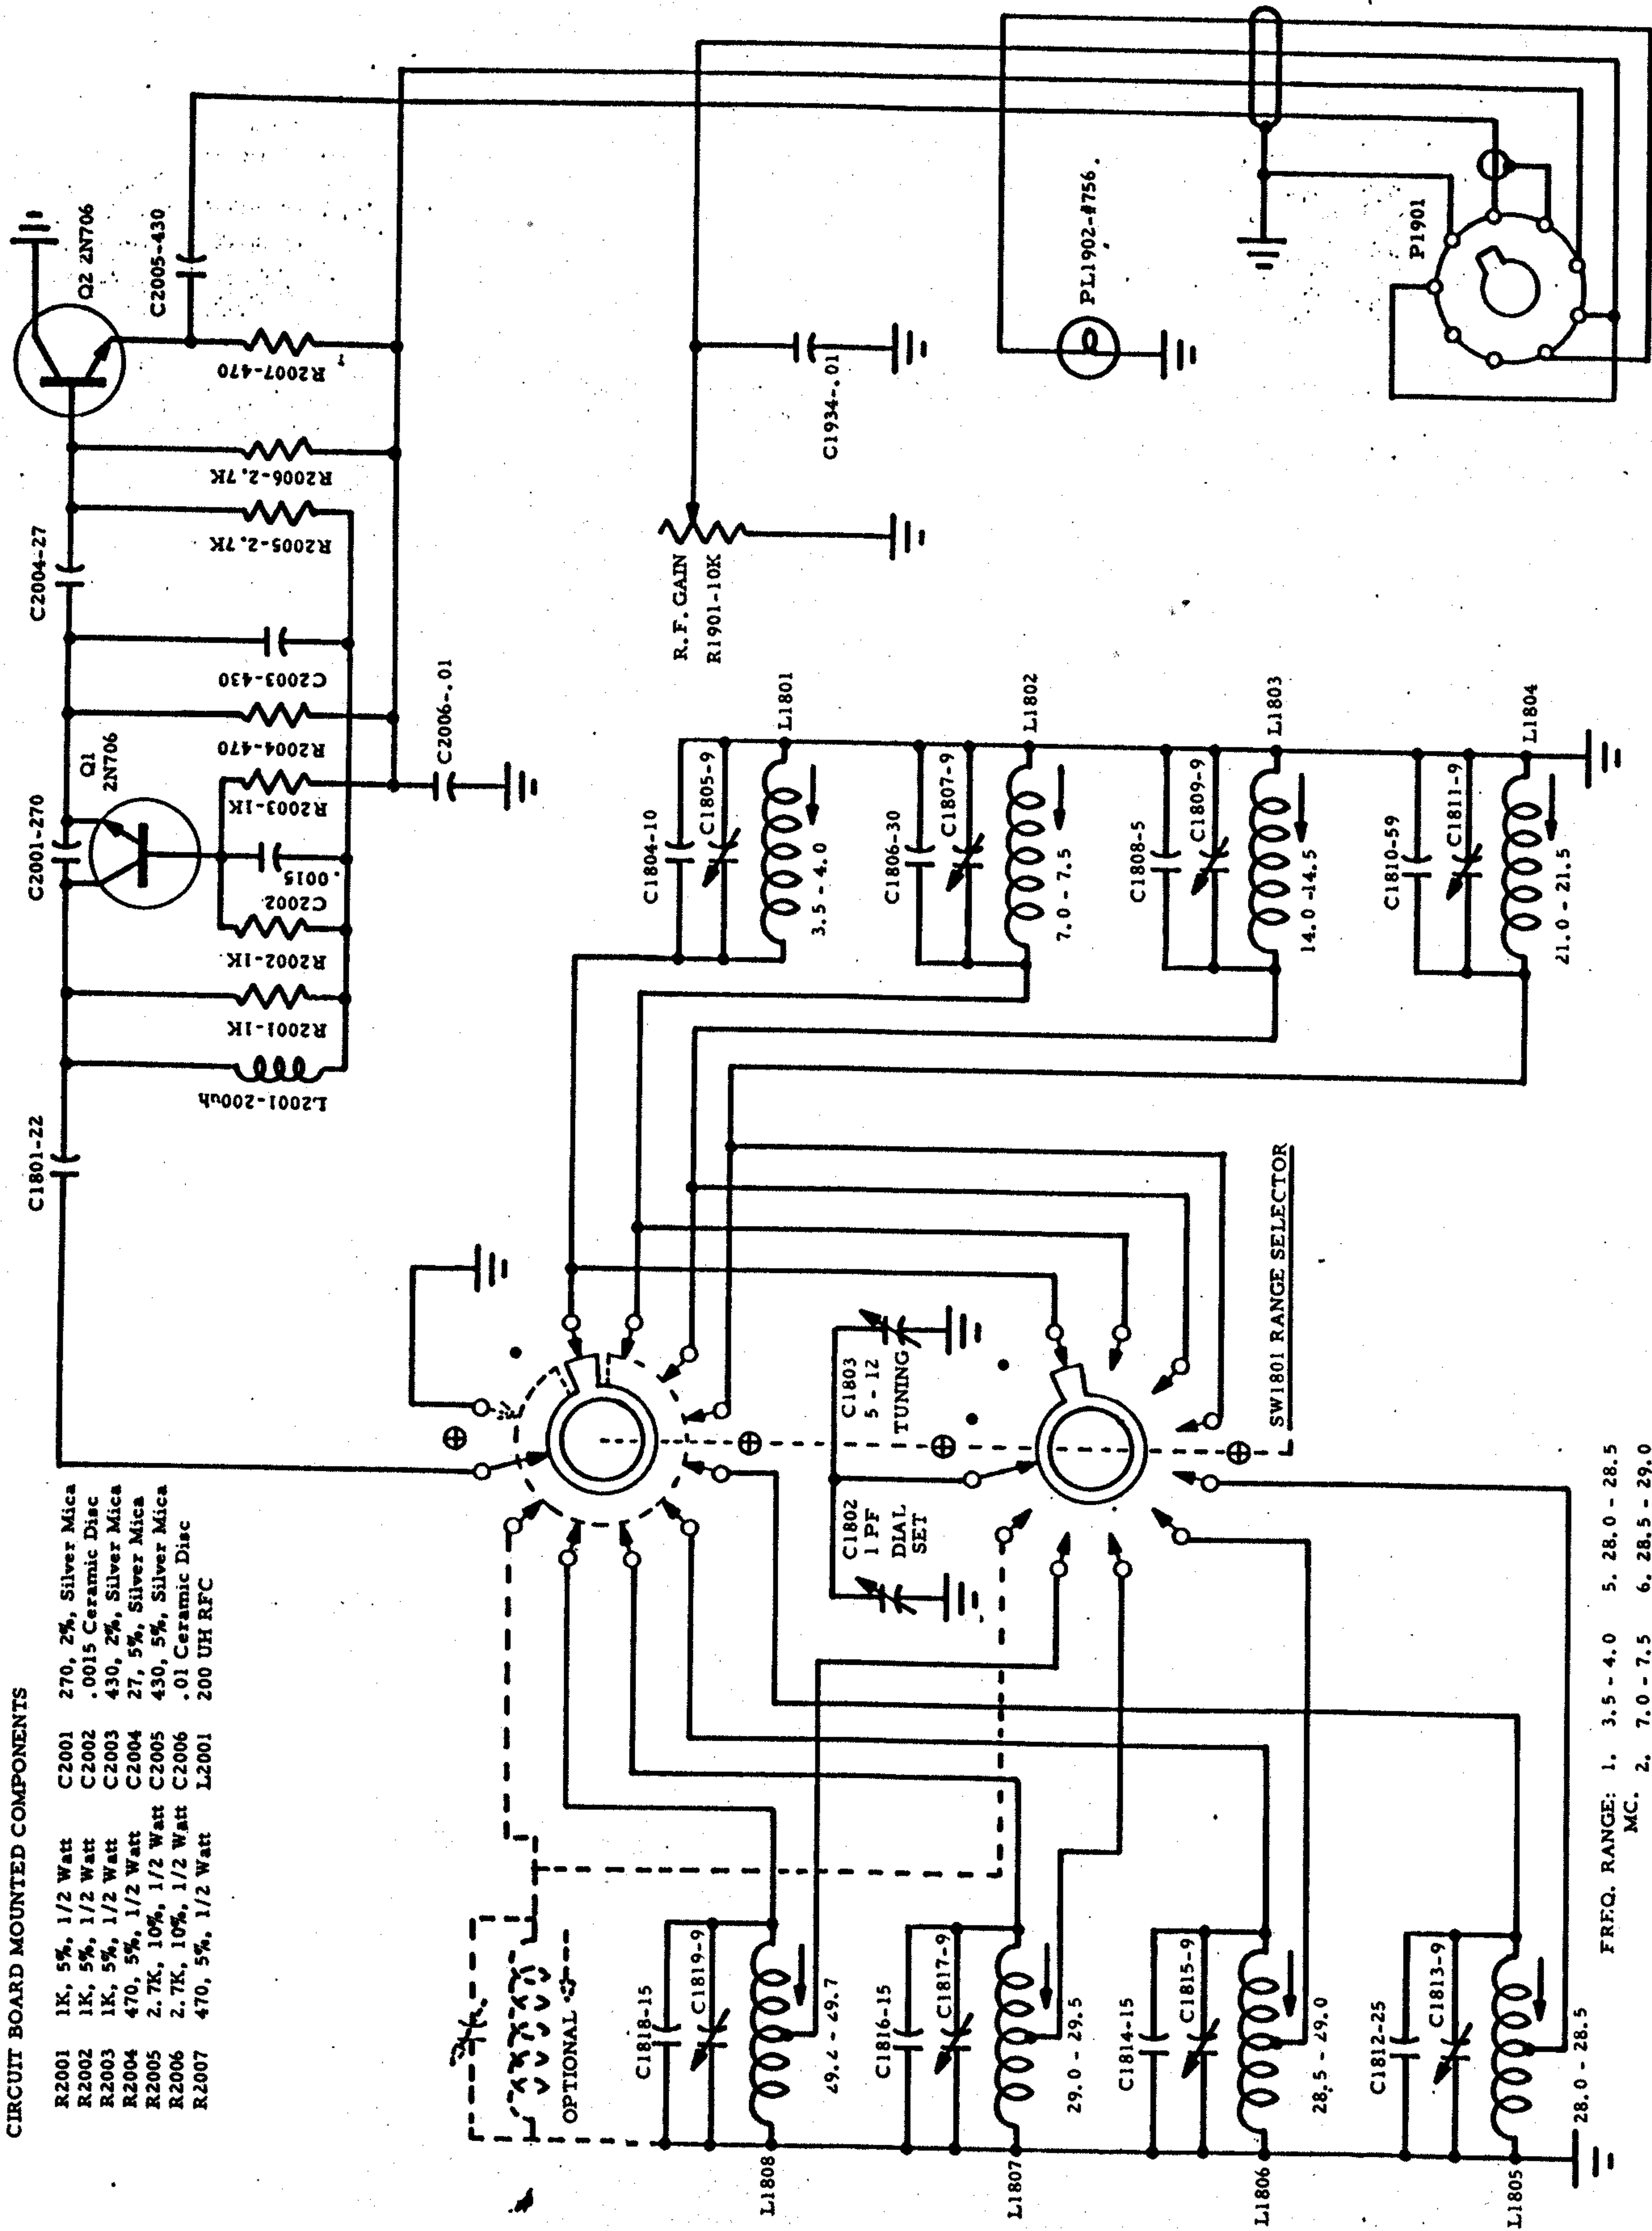 CIRCUIT BOARD MOUNTED COMPONENTS
R2001 1K, 5%, 1/2 Watt C2001 270, 2%, Silver Mica
R2002 1K, 5%, 1/2 Watt C2002 .0015 Ceramic Disc
R2003 1K, 5%, 1/2 Watt C2003 430, 2%, Silver Mica
R2004 470, 5%, 1/2 Watt C2004 27, 5%, Silver Mica
R2005 2.7K, 10%, 1/2 Watt C2005 430, 5%, Silver Mica
R2006 2.7K, 10%, 1/2 Watt C2006 .01 Ceramic Disc
R2007 470, 5%, 1/2 Watt L2001 200 UH RFC
C1801-22
L2001-200uh
R2001-1K
R2002-1K
C2002
.0015
R2003-1K
C2001-270
Q1
2N706
R2004-470
C2003-430
C2006-.01
C2004-27
R2005-2.7K
R2006-2.7K
R2007-470
Q2 2N706
C2005-430
R.F. GAIN
R1901-10K
C1934-.01
PL1902-#756.
P1901
C1804-10
C1805-9
L1801
3.5 - 4.0
C1806-30
C1807-9
L1802
7.0 - 7.5
C1808-5
C1809-9
L1803
14.0 -14.5
C1810-59
C1811-9
L1804
21.0 - 21.5
C1802
1 PF
DIAL
SET
C1803
5 - 12
TUNING
SW1801 RANGE SELECTOR
OPTIONAL
C1818-15
C1819-9
L1808
29.2 - 29.7
C1816-15
C1817-9
L1807
29.0 - 29.5
C1814-15
C1815-9
L1806
28.5 - 29.0
C1812-25
C1813-9
L1805
28.0 - 28.5
FREQ. RANGE: 1. 3.5 - 4.0 5. 28.0 - 28.5
MC. 2. 7.0 - 7.5 6. 28.5 - 29.0